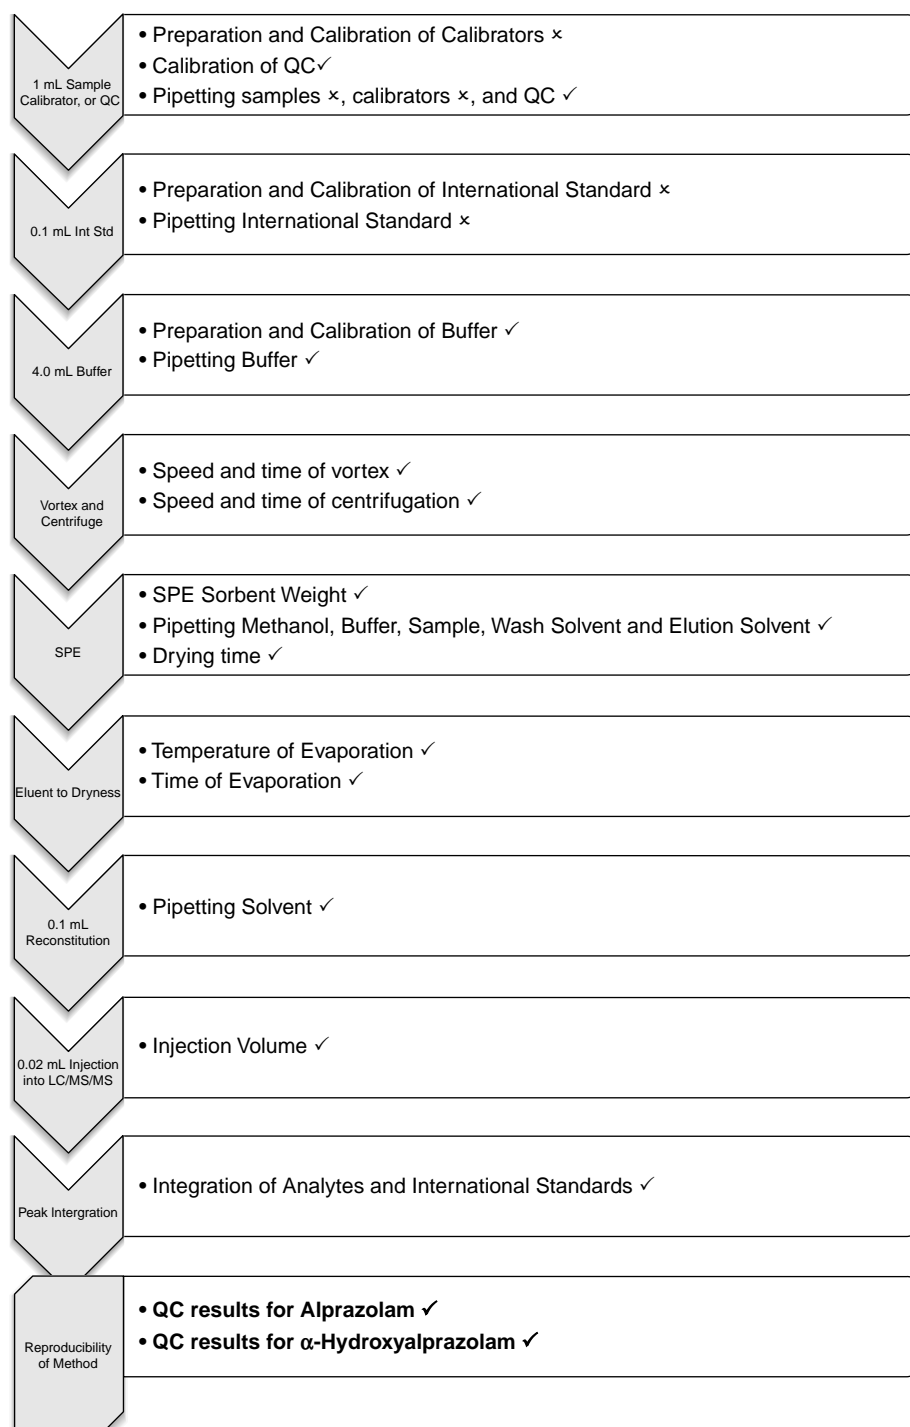 1 mL Sample
Calibrator, or QC
• Preparation and Calibration of Calibrators ×
• Calibration of QC✓
• Pipetting samples ×, calibrators ×, and QC ✓
0.1 mL Int Std
• Preparation and Calibration of International Standard ×
• Pipetting International Standard ×
4.0 mL Buffer
• Preparation and Calibration of Buffer ✓
• Pipetting Buffer ✓
Vortex and
Centrifuge
• Speed and time of vortex ✓
• Speed and time of centrifugation ✓
SPE
• SPE Sorbent Weight ✓
• Pipetting Methanol, Buffer, Sample, Wash Solvent and Elution Solvent ✓
• Drying time ✓
Eluent to Dryness
• Temperature of Evaporation ✓
• Time of Evaporation ✓
0.1 mL
Reconstitution
• Pipetting Solvent ✓
0.02 mL Injection
into LC/MS/MS
• Injection Volume ✓
Peak Intergration
• Integration of Analytes and International Standards ✓
Reproducibility
of Method
• QC results for Alprazolam ✓
• QC results for α-Hydroxyalprazolam ✓